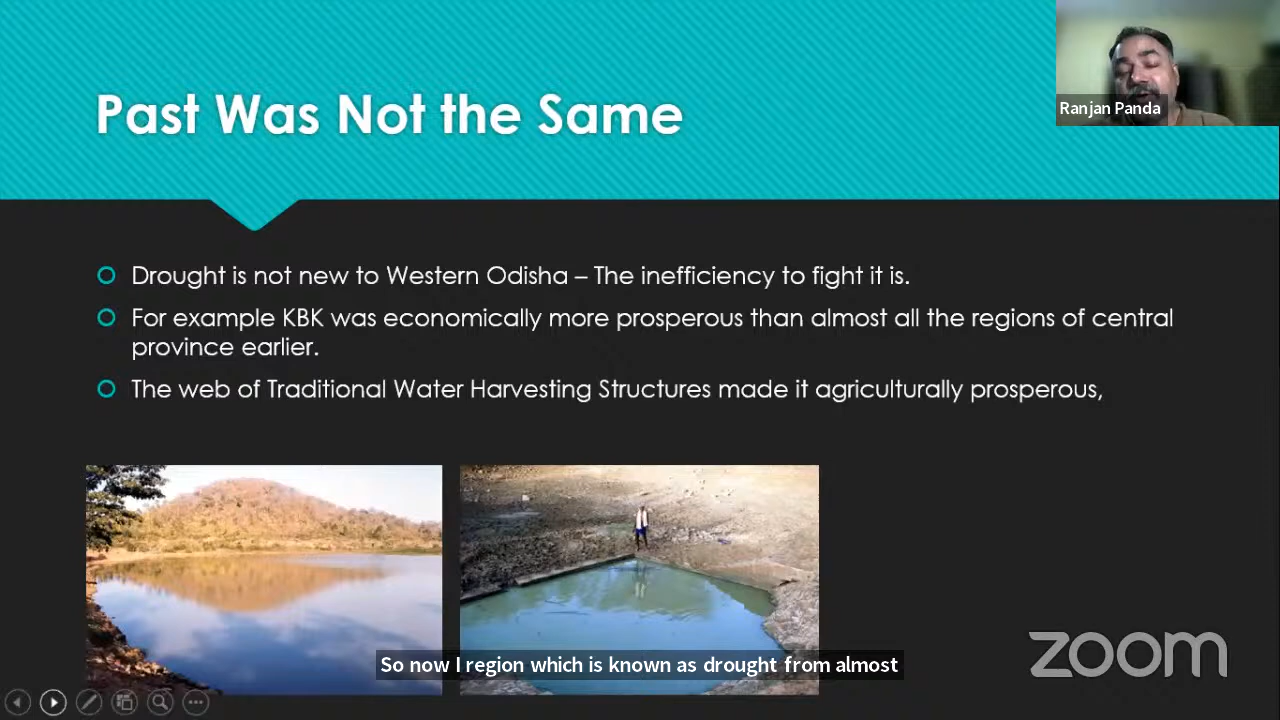 Past Was Not the Same
Ranjan Panda
Drought is not new to Western Odisha – The inefficiency to fight it is.
For example KBK was economically more prosperous than almost all the regions of central
province earlier.
The web of Traditional Water Harvesting Structures made it agriculturally prosperous,
So now I region which is known as drought from almost
zoom